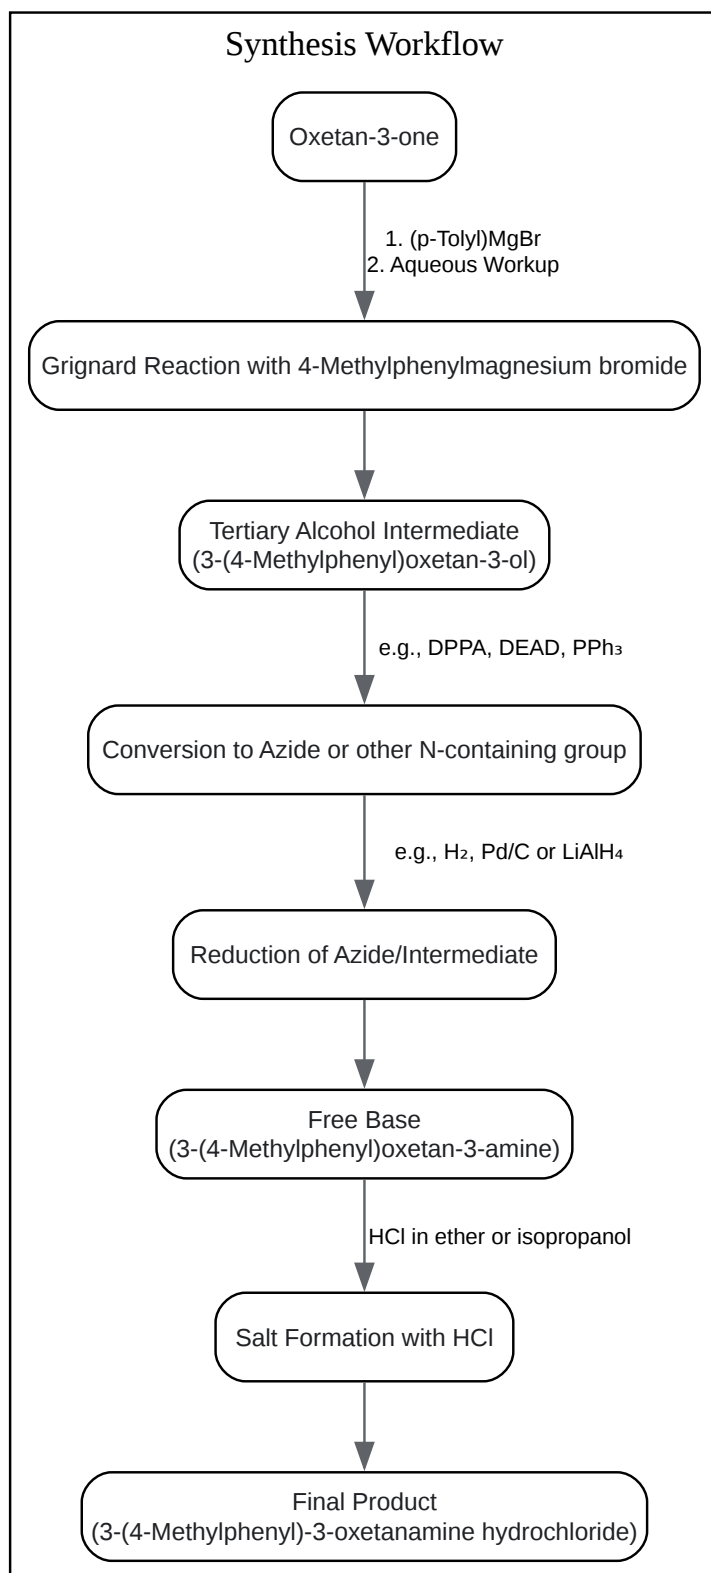 Synthesis Workflow
Oxetan-3-one
1. (p-Tolyl)MgBr
2. Aqueous Workup
Grignard Reaction with 4-Methylphenylmagnesium bromide
Tertiary Alcohol Intermediate
(3-(4-Methylphenyl)oxetan-3-ol)
e.g., DPPA, DEAD, PPh₃
Conversion to Azide or other N-containing group
e.g., H₂, Pd/C or LiAlH₄
Reduction of Azide/Intermediate
Free Base
(3-(4-Methylphenyl)oxetan-3-amine)
HCl in ether or isopropanol
Salt Formation with HCl
Final Product
(3-(4-Methylphenyl)-3-oxetanamine hydrochloride)